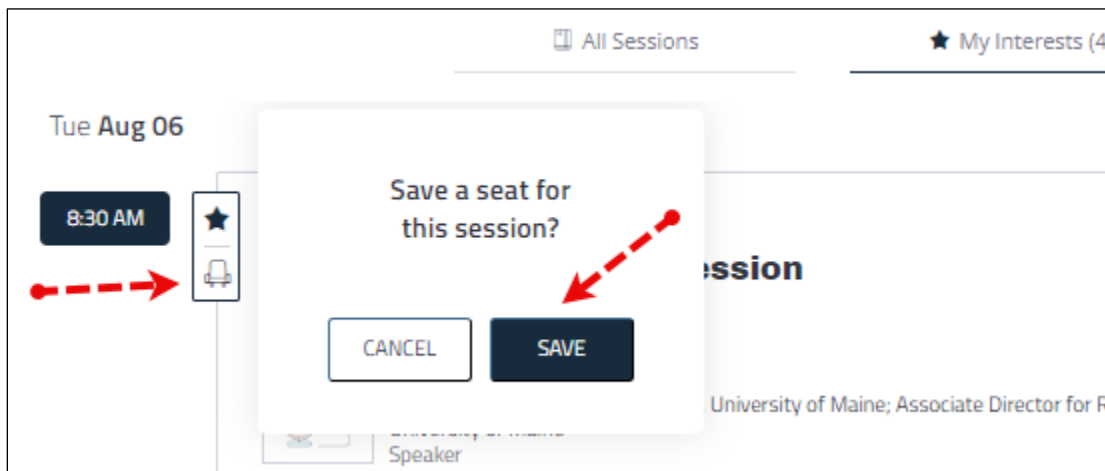 All Sessions
My Interests (4
Tue Aug 06
8:30 AM
Save a seat for
this session?
ession
CANCEL
SAVE
University of Maine; Associate Director for R
Speaker